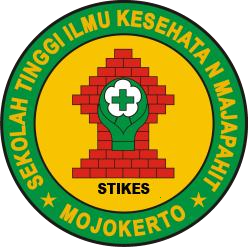 SEKOLAH TINGGI ILMU KESEHATA N MAJAPAHIT
STIKES
★ MOJOKERTO ★